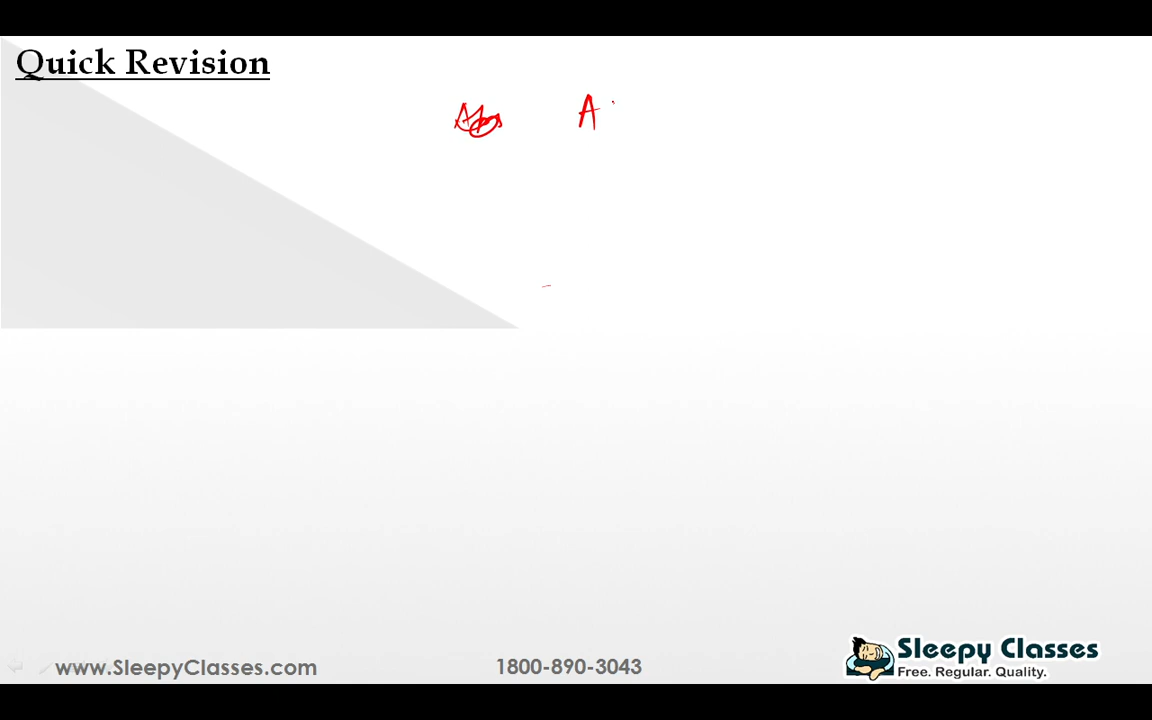 Quick Revision
A
www.SleepyClasses.com
1800-890-3043
Sleepy Classes
Free. Regular. Quality.